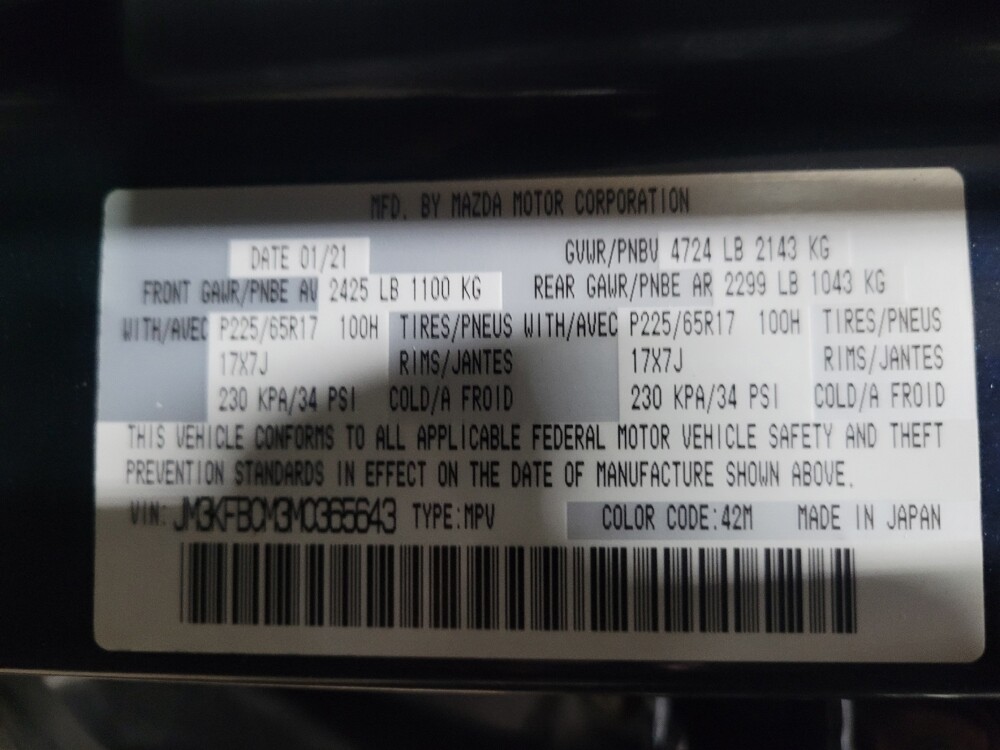 MFD. BY MAZDA MOTOR CORPORATION
DATE 01/21 GVWR/PNBV 4724 LB 2143 KG
FRONT GAWR/PNBE AV 2425 LB 1100 KG REAR GAWR/PNBE AR 2299 LB 1043 KG
WITH/AVEC P225/65R17 100H TIRES/PNEUS WITH/AVEC P225/65R17 100H TIRES/PNEUS
17X7J RIMS/JANTES 17X7J RIMS/JANTES
230 KPA/34 PSI COLD/A FROID 230 KPA/34 PSI COLD/A FROID
THIS VEHICLE CONFORMS TO ALL APPLICABLE FEDERAL MOTOR VEHICLE SAFETY AND THEFT
PREVENTION STANDARDS IN EFFECT ON THE DATE OF MANUFACTURE SHOWN ABOVE.
VIN: JM3KFBCM3M0365643 TYPE:MPV COLOR CODE:42M MADE IN JAPAN